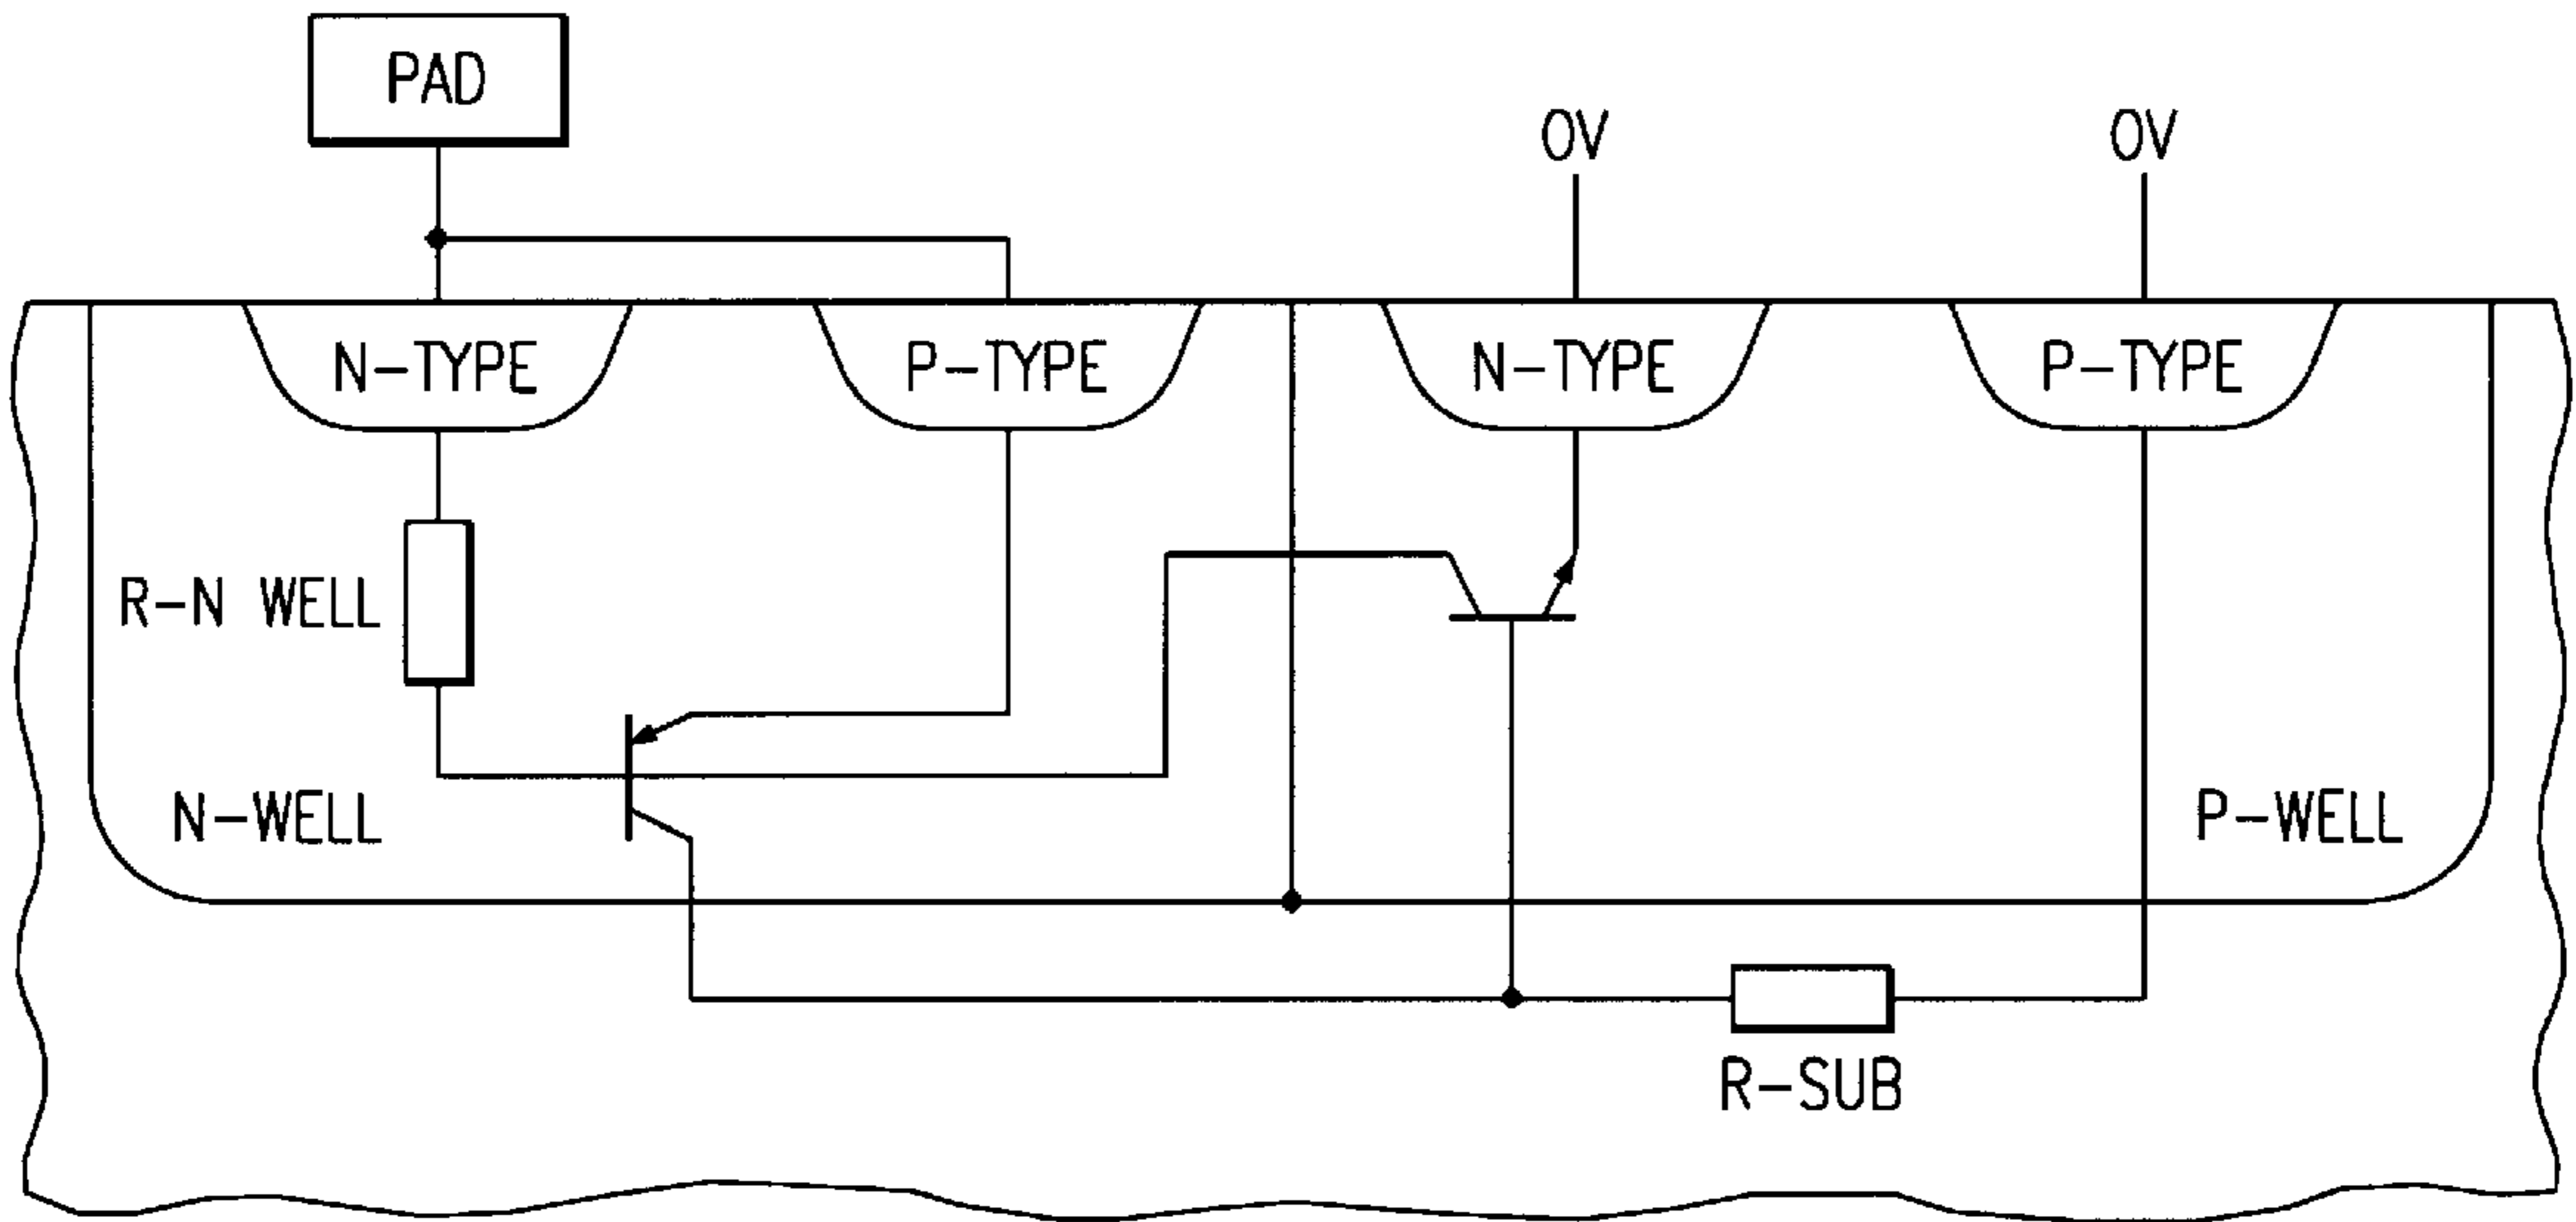 PAD
0V
0V
N-TYPE
P-TYPE
N-TYPE
P-TYPE
R-N WELL
N-WELL
P-WELL
R-SUB